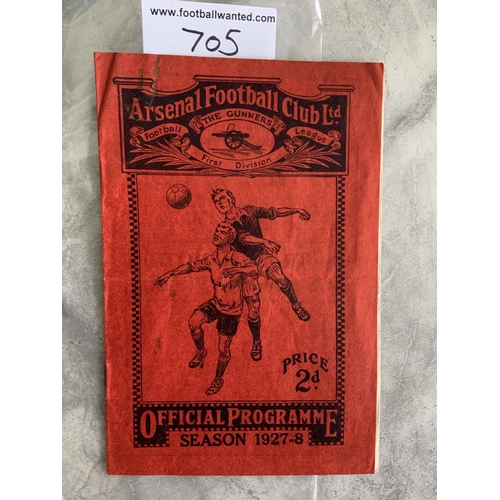 www.footballwanted.com
705
Arsenal Football Club Ltd
THE GUNNERS
Football League
First Division
PRICE
2d.
OFFICIAL PROGRAMME
SEASON 1927-8